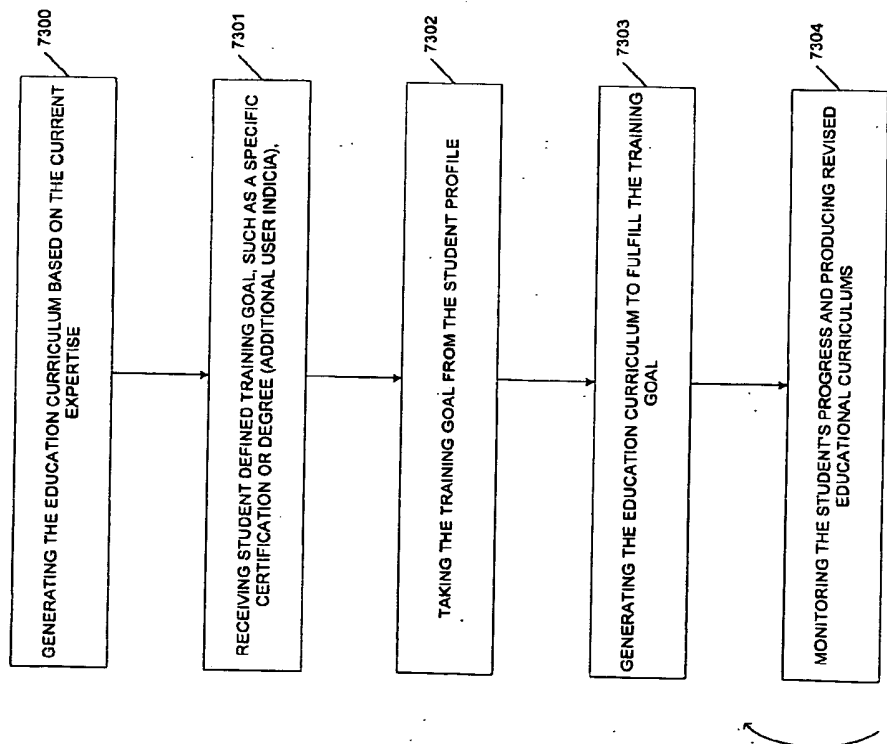 7300
GENERATING THE EDUCATION CURRICULUM BASED ON THE CURRENT
EXPERTISE
7301
RECEIVING STUDENT DEFINED TRAINING GOAL, SUCH AS A SPECIFIC
CERTIFICATION OR DEGREE (ADDITIONAL USER INDICIA),
7302
TAKING THE TRAINING GOAL FROM THE STUDENT PROFILE
7303
GENERATING THE EDUCATION CURRICULUM TO FULFILL THE TRAINING
GOAL
7304
MONITORING THE STUDENT'S PROGRESS AND PRODUCING REVISED
EDUCATIONAL CURRICULUMS